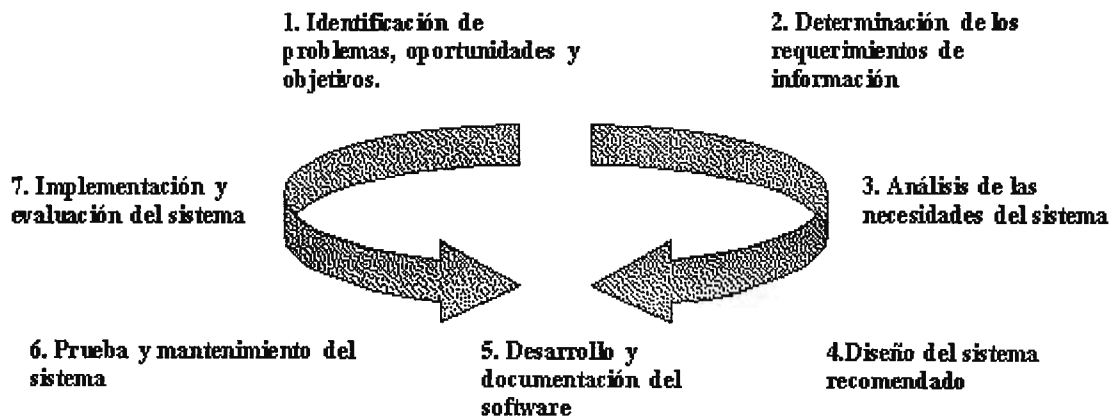 1. Identificación de
problemas, oportunidades y
objetivos.
2. Determinación de los
requerimientos de
información
3. Análisis de las
necesidades del sistema
4.Diseño del sistema
recomendado
5. Desarrollo y
documentación del
software
6. Prueba y mantenimiento del
sistema
7. Implementación y
evaluación del sistema